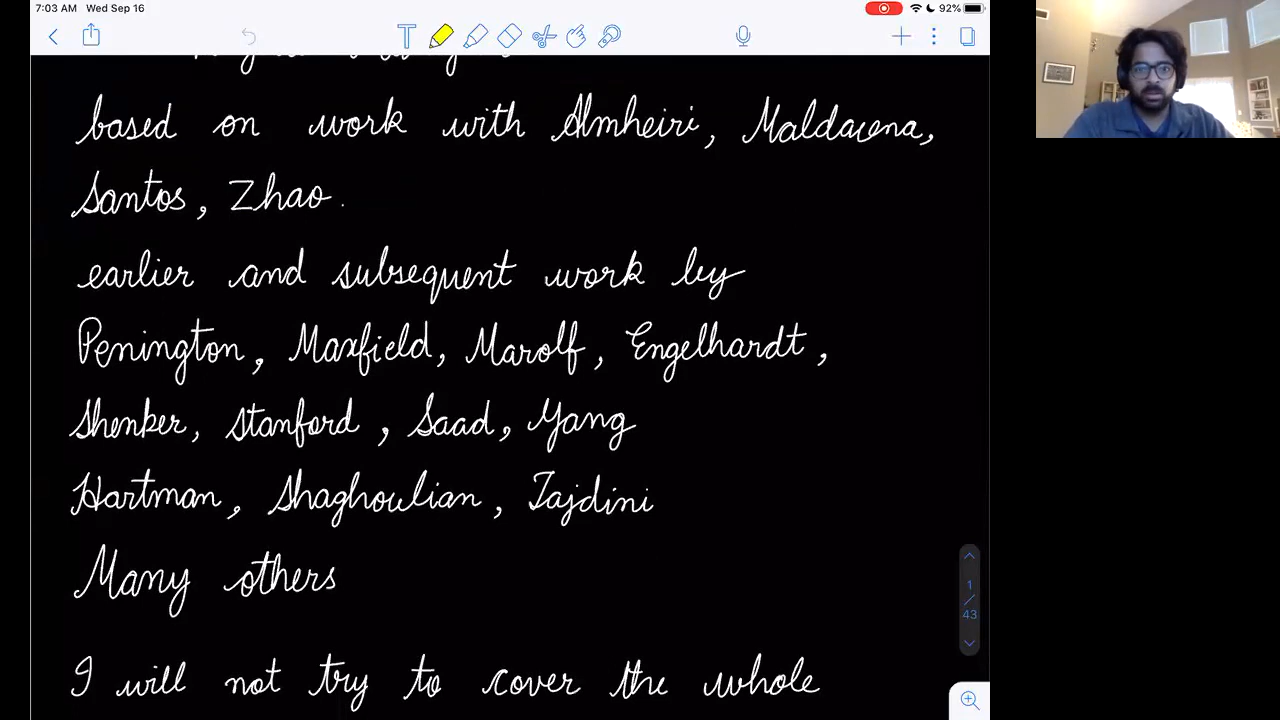 7:03 AM Wed Sep 16
92%
based on work with Almheiri, Maldacena,
Santos, Zhao.
earlier and subsequent work by
Penington, Maxfield, Marolf, Engelhardt,
Shenker, Stanford, Saad, Yang
Hartman, Shaghoulian, Tajdini
Many others
1
/
43
I will not try to cover the whole